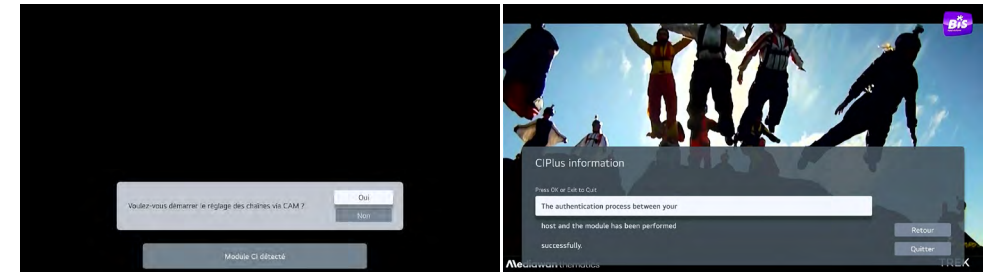 Voulez-vous démarrer le réglage des chaînes via CAM ?
Oui
Non
Module CI détecté
Bis
CIPlus information
Press OK or Exit to Quit
The authentication process between your
host and the module has been performed
successfully.
Retour
Quitter
Mediawan thematics
TREK